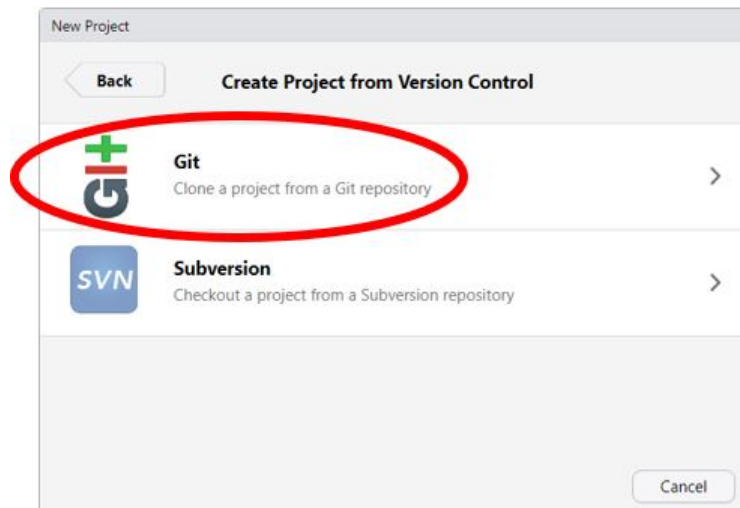 New Project
Back
Create Project from Version Control
GIt
Git
Clone a project from a Git repository
SVN
Subversion
Checkout a project from a Subversion repository
Cancel